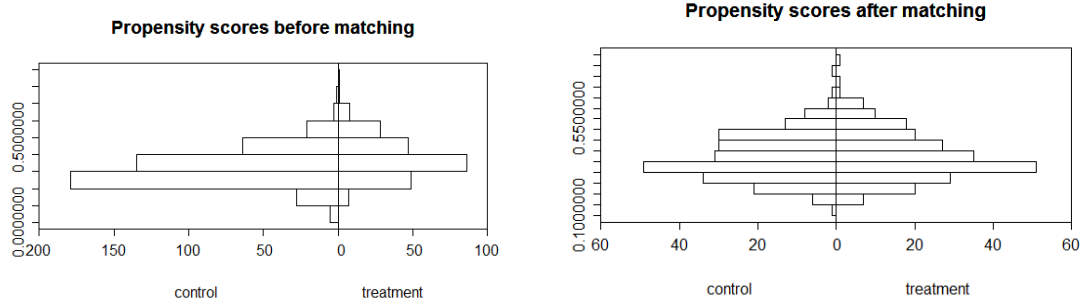 Propensity scores before matching
0.5000000
0.0000000
200 150 100 50 0 50 100
control treatment
Propensity scores after matching
0.5500000
0.1000000
60 40 20 0 20 40 60
control treatment